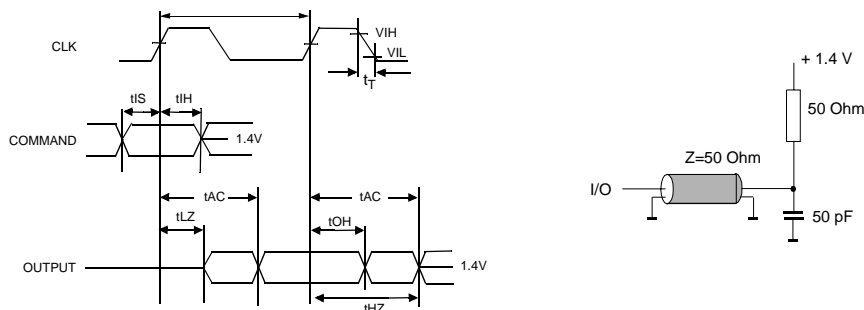 CLK
VIH
VIL
tT
tIS
tIH
COMMAND
1.4V
tAC
tAC
tLZ
tOH
OUTPUT
1.4V
tHZ
+ 1.4 V
50 Ohm
Z=50 Ohm
I/O
50 pF